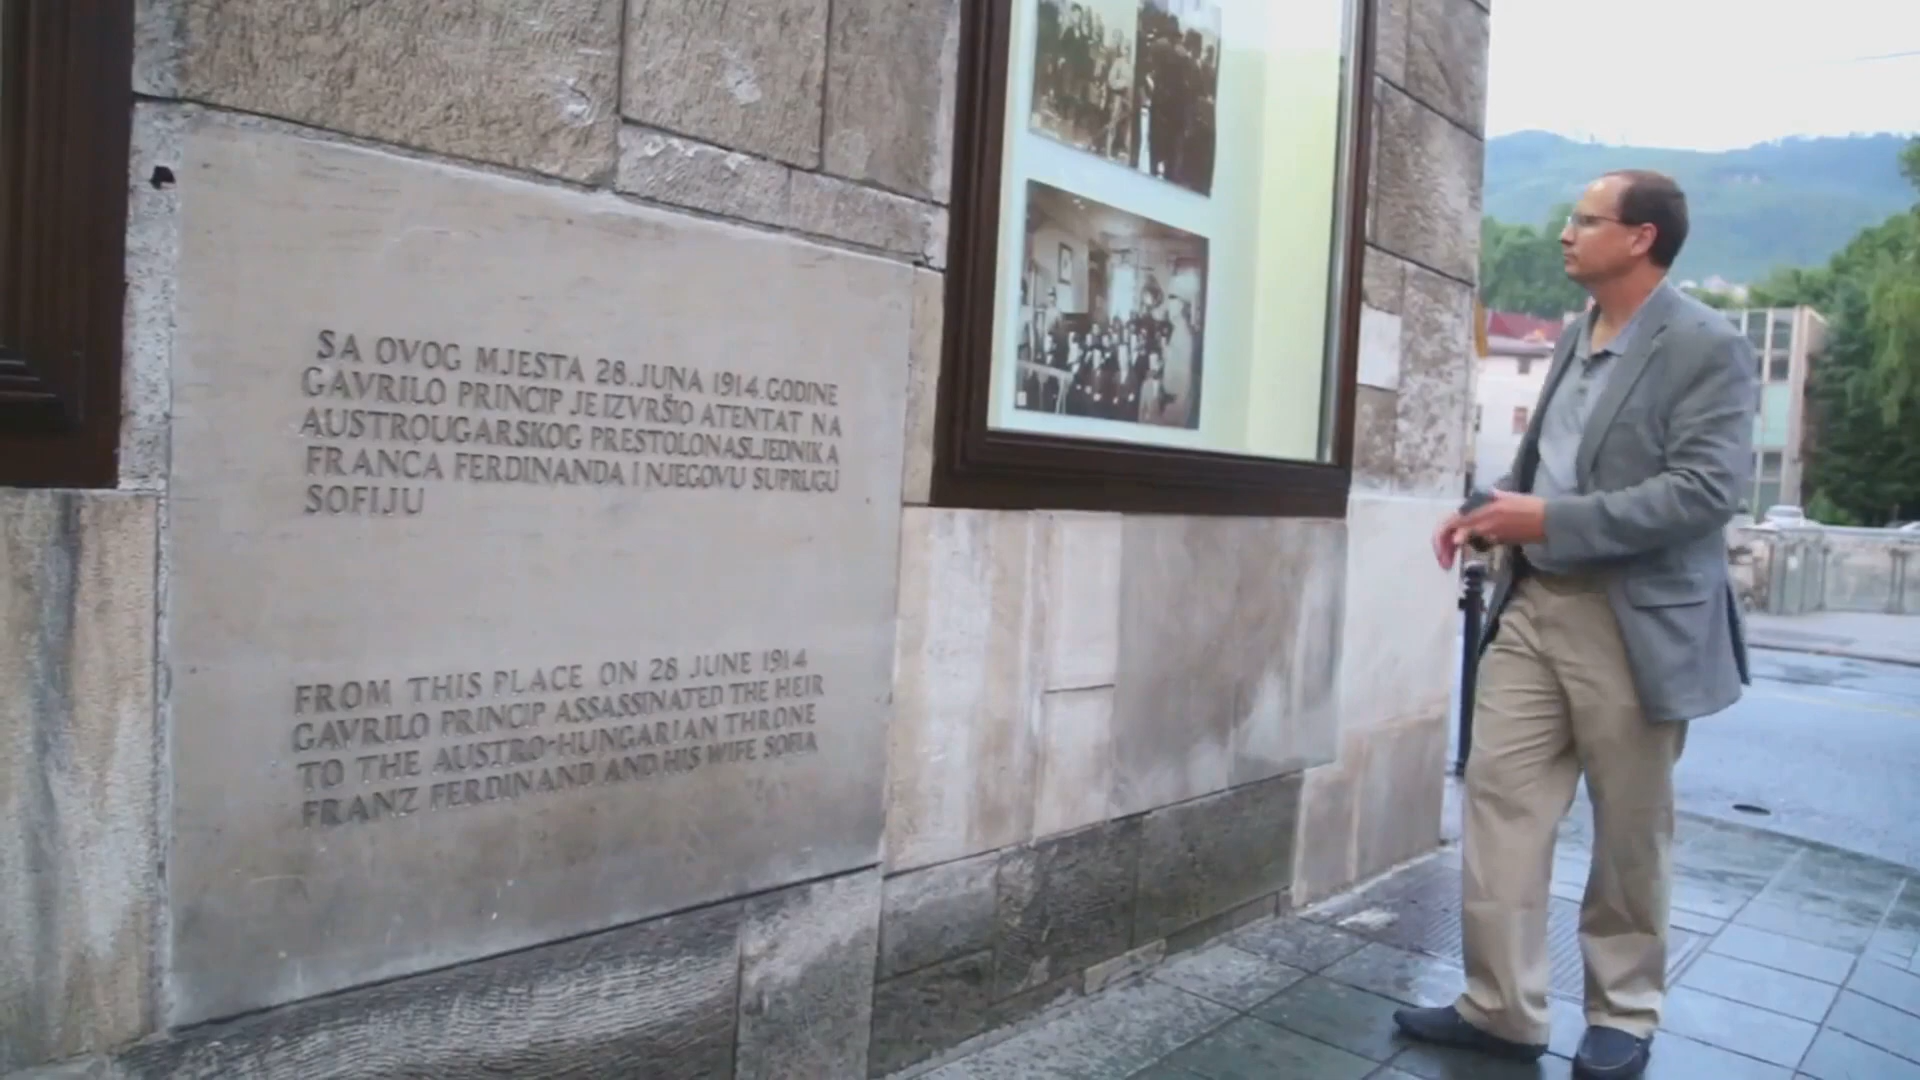 SA OVOG MJESTA 28.JUNA 1914.GODINE
GAVRILO PRINCIP JE IZVRŠIO ATENTAT NA
AUSTROUGARSKOG PRESTOLONASLJEDNIKA
FRANCA FERDINANDA I NJEGOVU SUPRUGU
SOFIJU
FROM THIS PLACE ON 28 JUNE 1914
GAVRILO PRINCIP ASSASSINATED THE HEIR
TO THE AUSTRO-HUNGARIAN THRONE
FRANZ FERDINAND AND HIS WIFE SOFIA